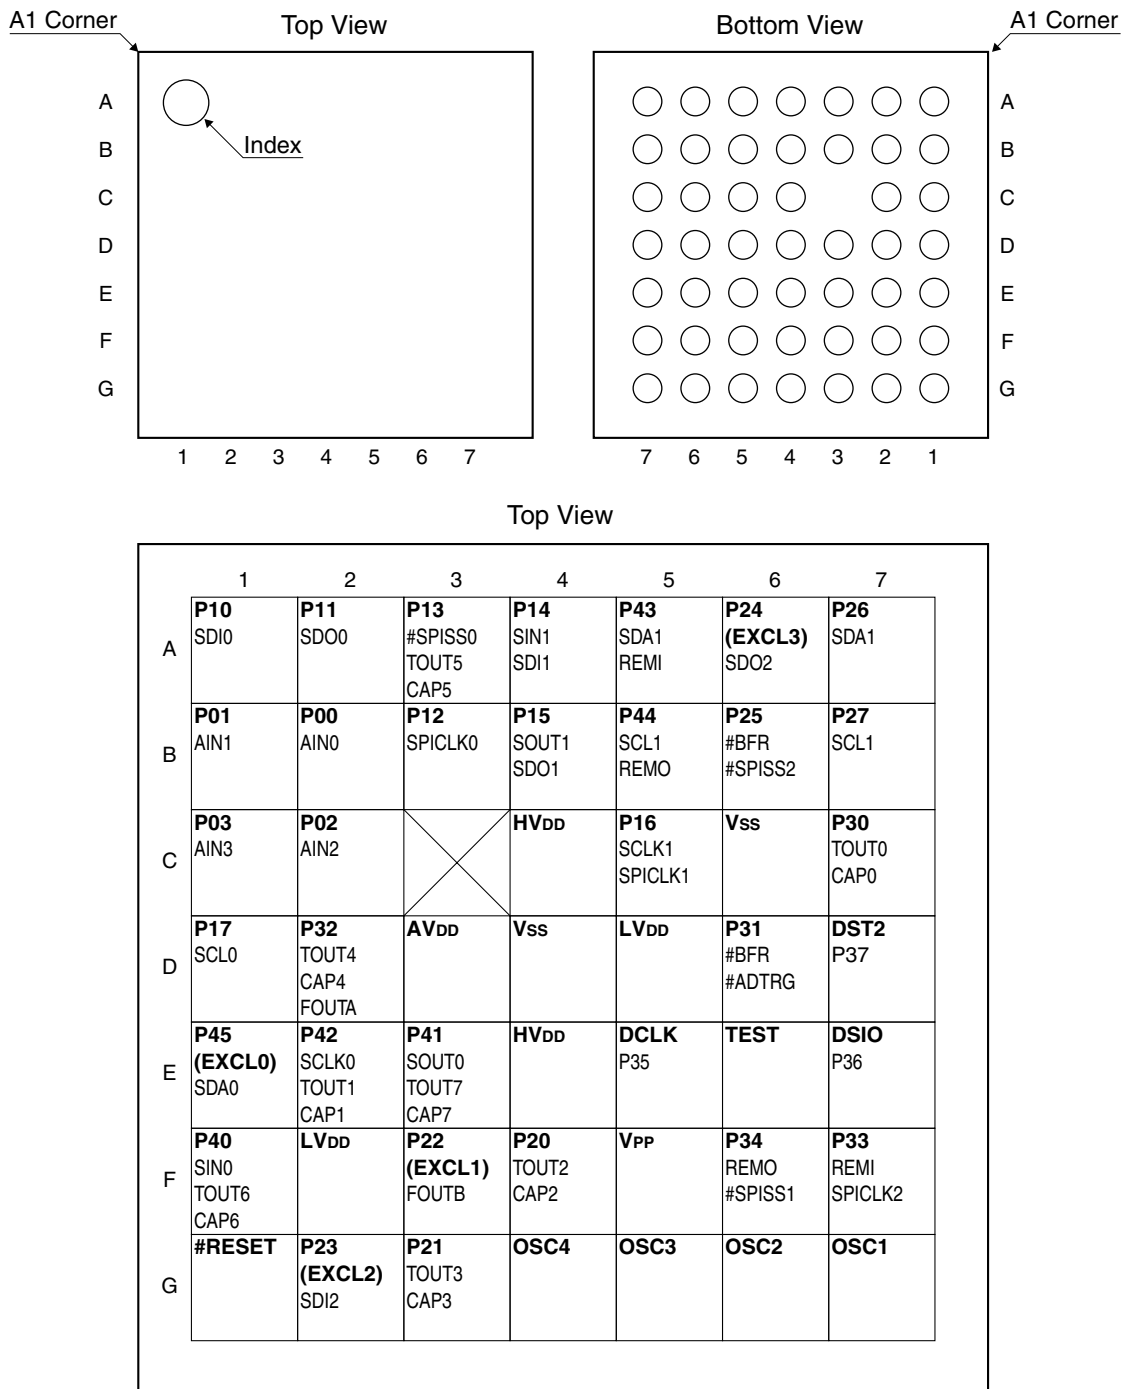 A1 Corner Top View Bottom View A1 Corner
A A A
B Index B B
C C
D D
E E
F F
G G
1 2 3 4 5 6 7 7 6 5 4 3 2 1
Top View
1 2 3 4 5 6 7
A
P10
SDI0
P11
SDO0
P13
#SPISS0
TOUT5
CAP5
P14
SIN1
SDI1
P43
SDA1
REMI
P24
(EXCL3)
SDO2
P26
SDA1
B
P01
AIN1
P00
AIN0
P12
SPICLK0
P15
SOUT1
SDO1
P44
SCL1
REMO
P25
#BFR
#SPISS2
P27
SCL1
C
P03
AIN3
P02
AIN2
HVDD
P16
SCLK1
SPICLK1
VSS
P30
TOUT0
CAP0
D
P17
SCL0
P32
TOUT4
CAP4
FOUTA
AVDD
VSS
LVDD
P31
#BFR
#ADTRG
DST2
P37
E
P45
(EXCL0)
SDA0
P42
SCLK0
TOUT1
CAP1
P41
SOUT0
TOUT7
CAP7
HVDD
DCLK
P35
TEST
DSIO
P36
F
P40
SIN0
TOUT6
CAP6
LVDD
P22
(EXCL1)
FOUTB
P20
TOUT2
CAP2
VPP
P34
REMO
#SPISS1
P33
REMI
SPICLK2
G
#RESET
P23
(EXCL2)
SDI2
P21
TOUT3
CAP3
OSC4
OSC3
OSC2
OSC1